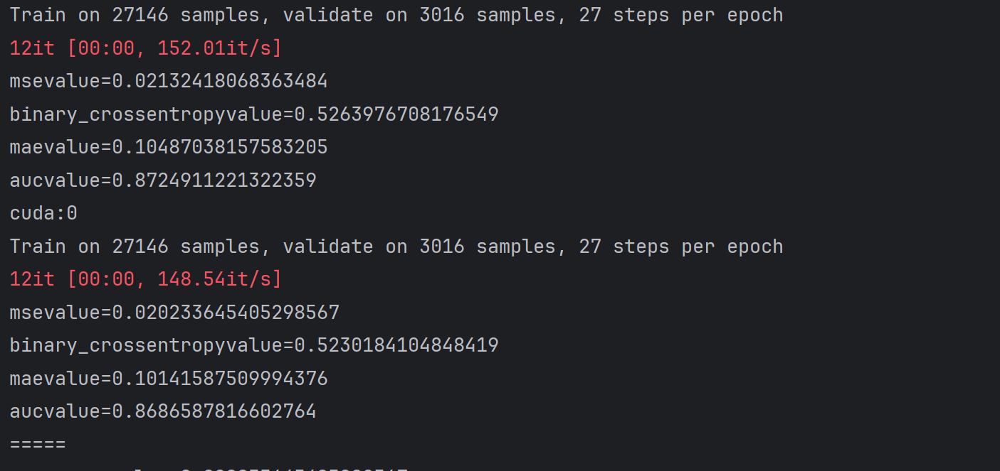 Train on 27146 samples, validate on 3016 samples, 27 steps per epoch
12it [00:00, 152.01it/s]
msevalue=0.02132418068363484
binary_crossentropyvalue=0.5263976708176549
maevalue=0.10487038157583205
aucvalue=0.8724911221322359
cuda:0
Train on 27146 samples, validate on 3016 samples, 27 steps per epoch
12it [00:00, 148.54it/s]
msevalue=0.020233645405298567
binary_crossentropyvalue=0.5230184104848419
maevalue=0.10141587509994376
aucvalue=0.8686587816602764
=====